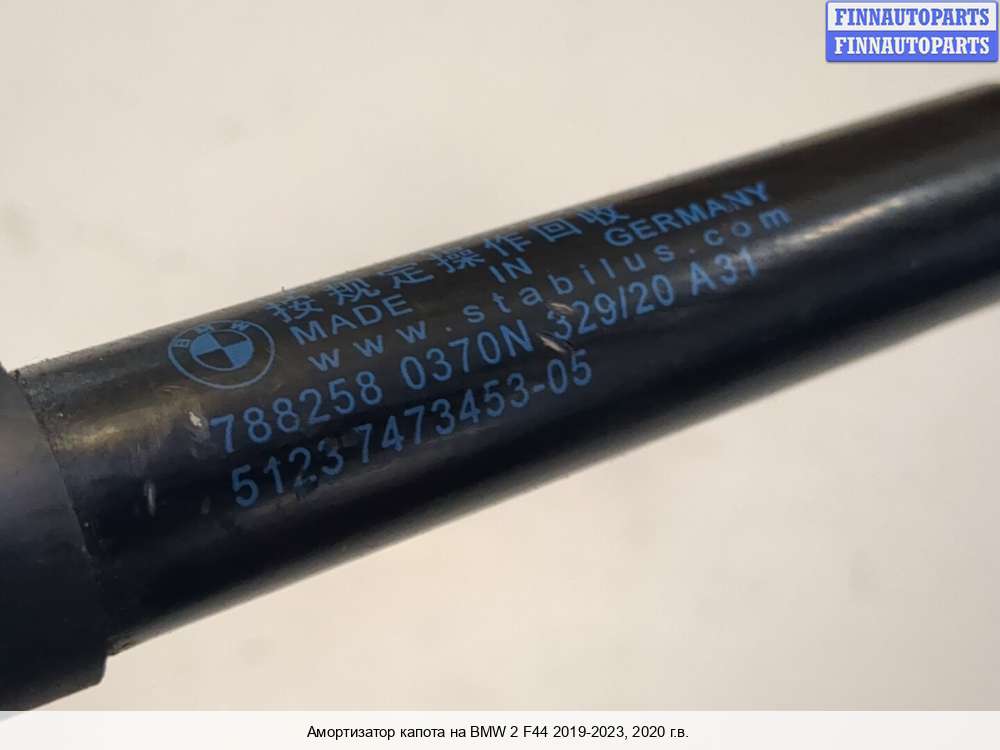 FINNAUTOPARTS
FINNAUTOPARTS
按规定操作回收
MADE IN GERMANY
BMW
www.stabilus.com
788258 0370N 329/20 A31
51237473453-05
Амортизатор капота на BMW 2 F44 2019-2023, 2020 г.в.